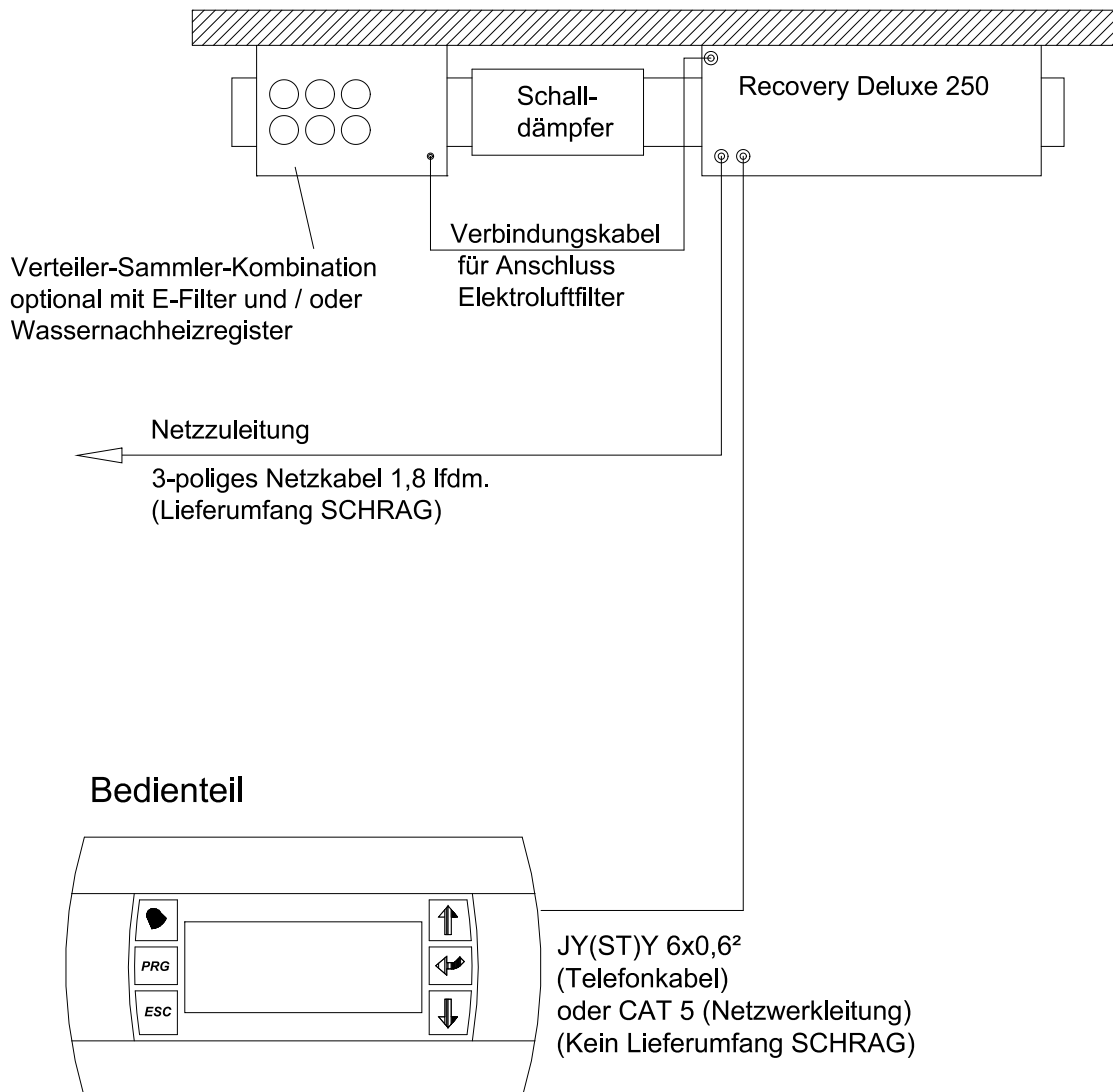 Recovery Deluxe 250
Schall-
dämpfer
Verbindungskabel
für Anschluss
Elektroluftfilter
Verteiler-Sammler-Kombination
optional mit E-Filter und / oder
Wassernachheizregister
Netzzuleitung
3-poliges Netzkabel 1,8 lfdm.
(Lieferumfang SCHRAG)
Bedienteil
PRG
ESC
JY(ST)Y 6x0,6²
(Telefonkabel)
oder CAT 5 (Netzwerkleitung)
(Kein Lieferumfang SCHRAG)